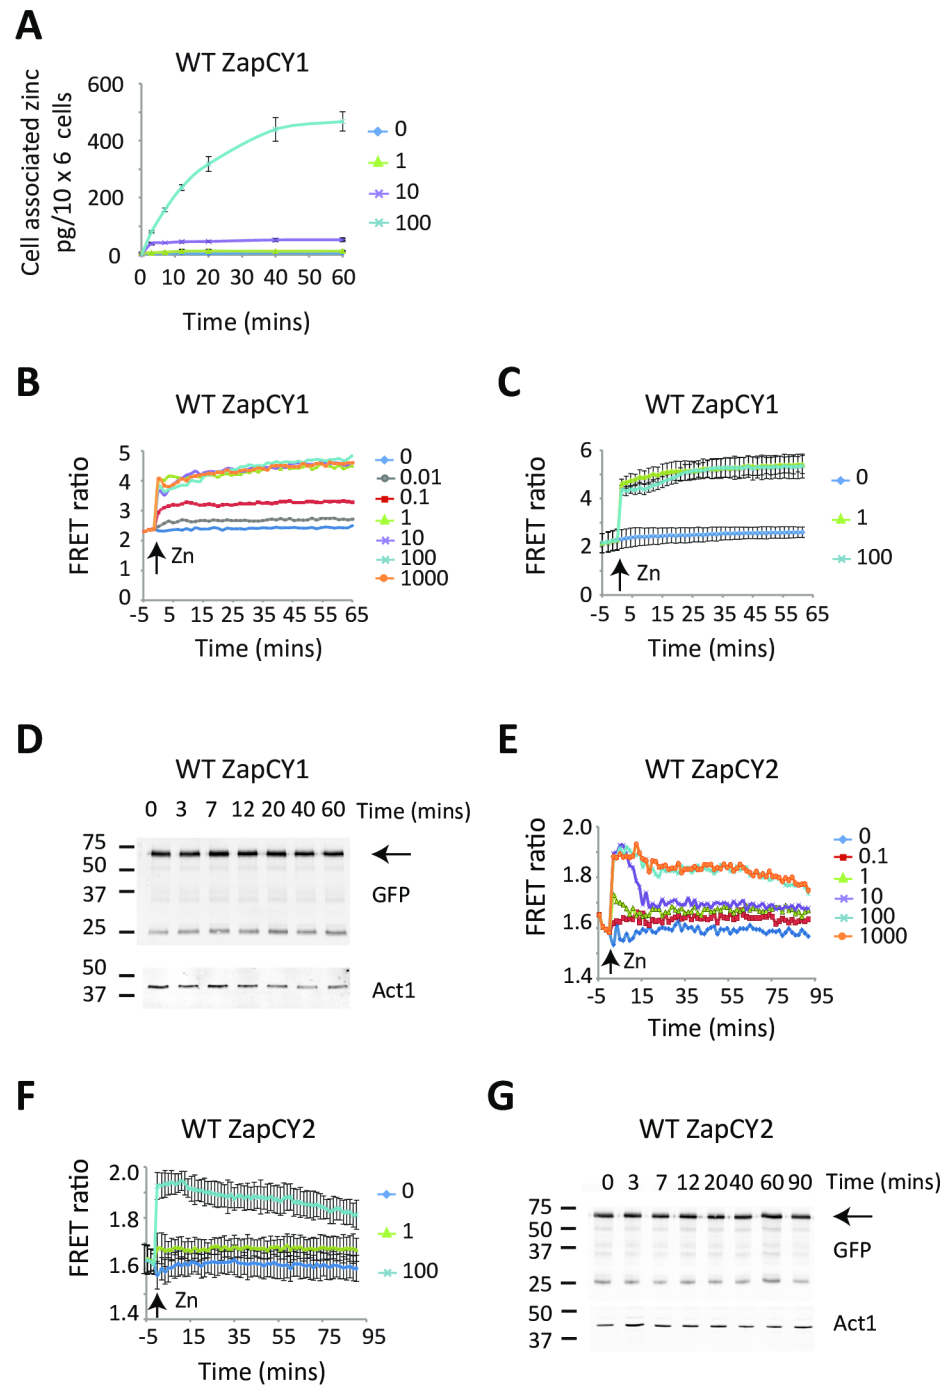 A
WT ZapCY1
Cell associated zinc
pg/10 x 6 cells
600
400
200
0
0 10 20 30 40 50 60
Time (mins)
0
1
10
100
B
WT ZapCY1
FRET ratio
5
4
3
2
1
0
Zn
-5 5 15 25 35 45 55 65
Time (mins)
0
0.01
0.1
1
10
100
1000
C
WT ZapCY1
FRET ratio
6
4
2
0
Zn
-5 5 15 25 35 45 55 65
Time (mins)
0
1
100
D
WT ZapCY1
0 3 7 12 20 40 60 Time (mins)
75
50
37
25
GFP
50
37
Act1
E
WT ZapCY2
FRET ratio
2.0
1.8
1.6
1.4
Zn
-5 15 35 55 75 95
Time (mins)
0
0.1
1
10
100
1000
F
WT ZapCY2
FRET ratio
2.0
1.8
1.6
1.4
Zn
-5 15 35 55 75 95
Time (mins)
0
1
100
G
WT ZapCY2
0 3 7 12 20 40 60 90 Time (mins)
75
50
37
25
GFP
50
37
Act1